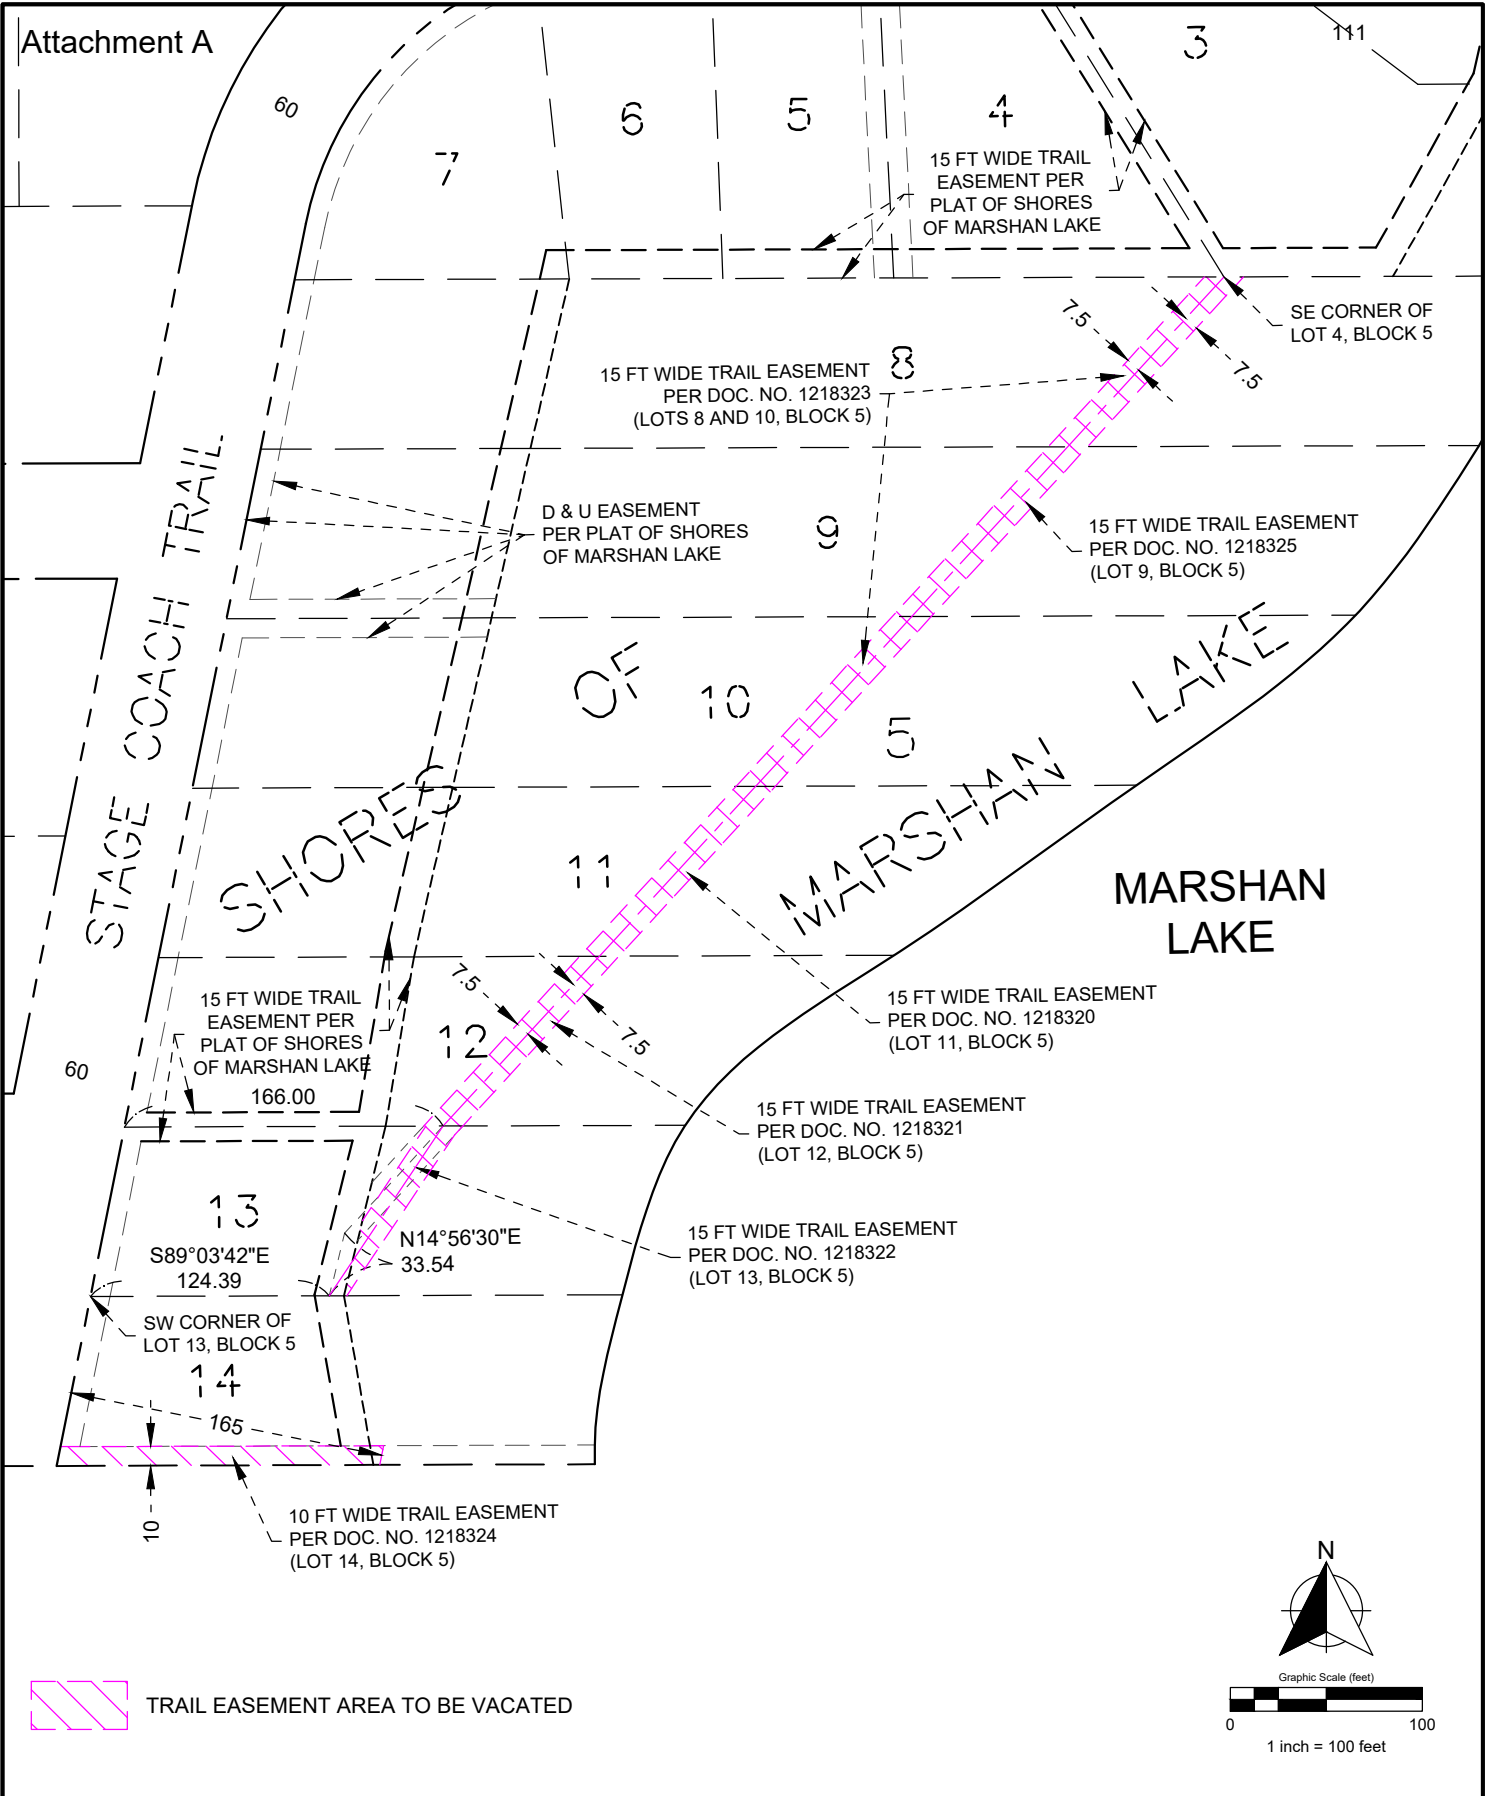 Attachment A
111
3
60
6
5
4
7
15 FT WIDE TRAIL
EASEMENT PER
PLAT OF SHORES
OF MARSHAN LAKE
7.5
SE CORNER OF
LOT 4, BLOCK 5
7.5
8
15 FT WIDE TRAIL EASEMENT
PER DOC. NO. 1218323
(LOTS 8 AND 10, BLOCK 5)
STAGE COACH TRAIL
D & U EASEMENT
PER PLAT OF SHORES
OF MARSHAN LAKE
9
15 FT WIDE TRAIL EASEMENT
PER DOC. NO. 1218325
(LOT 9, BLOCK 5)
SHORES OF MARSHAN LAKE
10
5
11
MARSHAN
LAKE
7.5
15 FT WIDE TRAIL
EASEMENT PER
PLAT OF SHORES
OF MARSHAN LAKE
12
7.5
15 FT WIDE TRAIL EASEMENT
PER DOC. NO. 1218320
(LOT 11, BLOCK 5)
60
166.00
15 FT WIDE TRAIL EASEMENT
PER DOC. NO. 1218321
(LOT 12, BLOCK 5)
13
S89°03'42"E
124.39
N14°56'30"E
33.54
15 FT WIDE TRAIL EASEMENT
PER DOC. NO. 1218322
(LOT 13, BLOCK 5)
SW CORNER OF
LOT 13, BLOCK 5
14
165
10
10 FT WIDE TRAIL EASEMENT
PER DOC. NO. 1218324
(LOT 14, BLOCK 5)
N
Graphic Scale (feet)
0 100
1 inch = 100 feet
TRAIL EASEMENT AREA TO BE VACATED